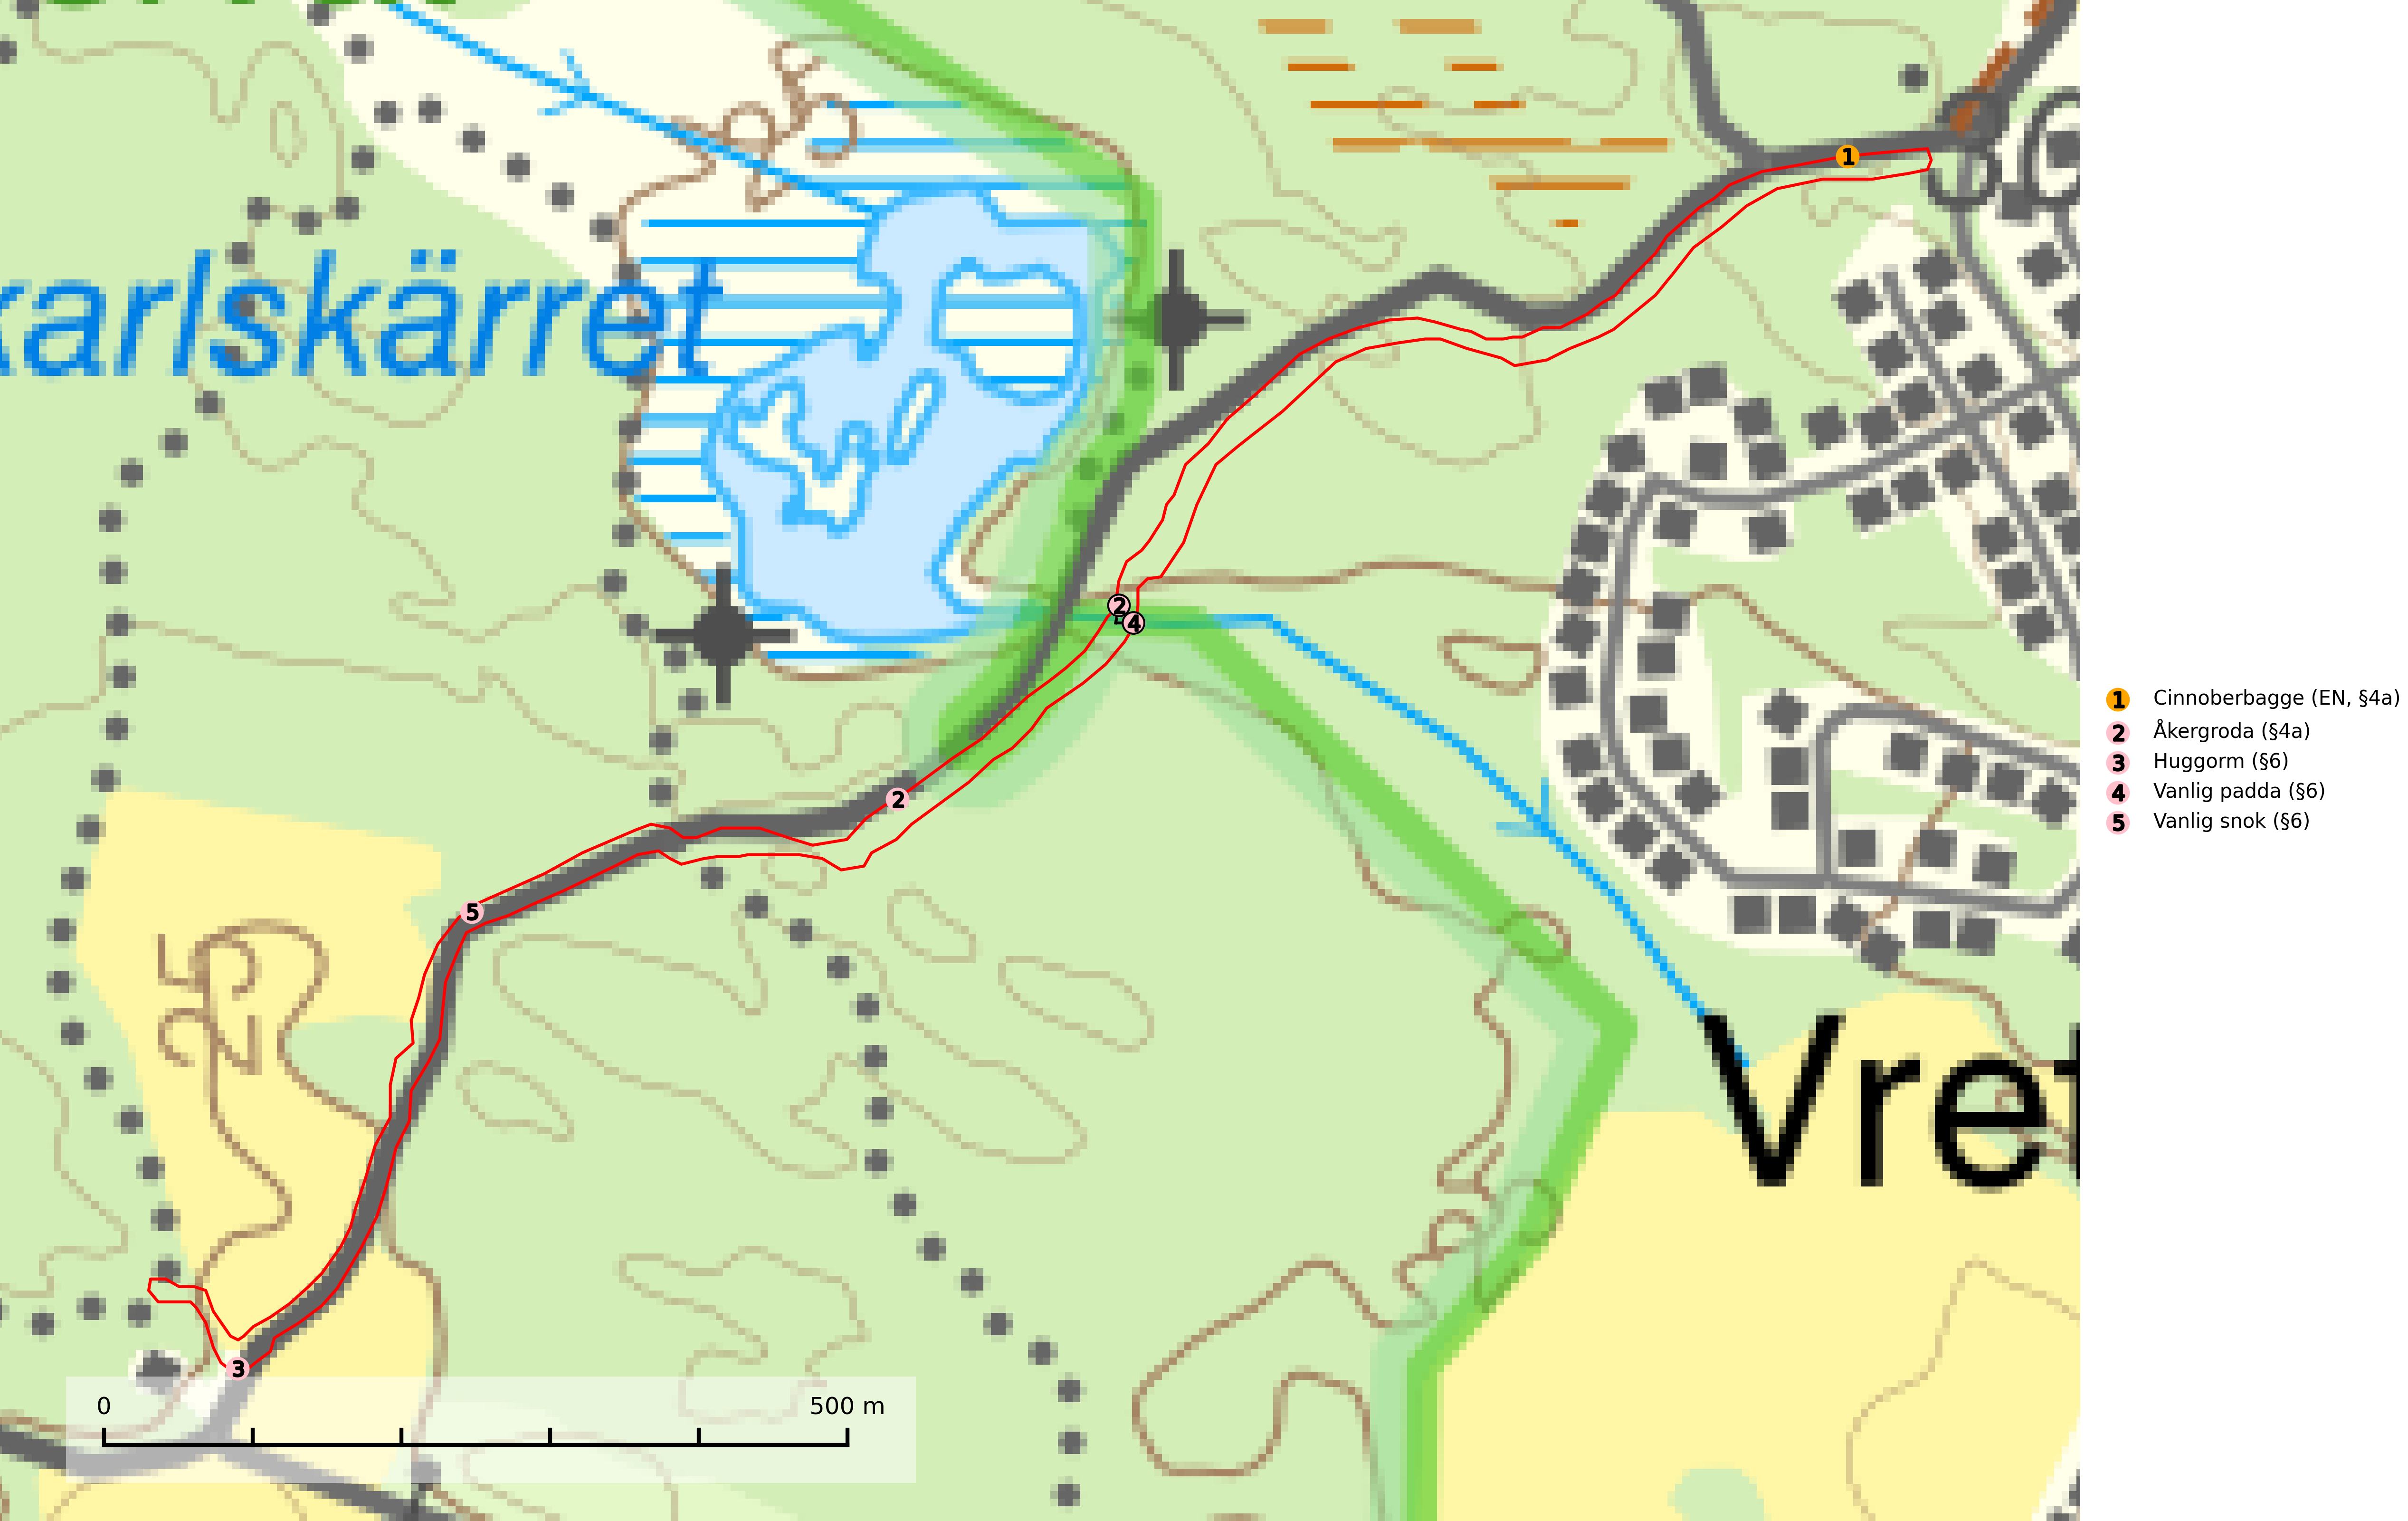 1
karlskärret
2
4
2
5
25
3
Vret
0 500 m
1 Cinnoberbagge (EN, §4a)
2 Åkergroda (§4a)
3 Huggorm (§6)
4 Vanlig padda (§6)
5 Vanlig snok (§6)